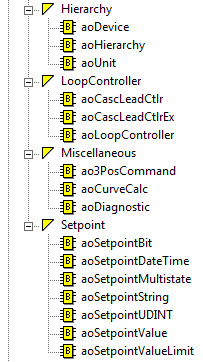 Hierarchy
B aoDevice
B aoHierarchy
B aoUnit
LoopController
B aoCascLeadCtlr
B aoCascLeadCtlrEx
B aoLoopController
Miscellaneous
B ao3PosCommand
B aoCurveCalc
B aoDiagnostic
Setpoint
B aoSetpointBit
B aoSetpointDateTime
B aoSetpointMultistate
B aoSetpointString
B aoSetpointUDINT
B aoSetpointValue
B aoSetpointValueLimit